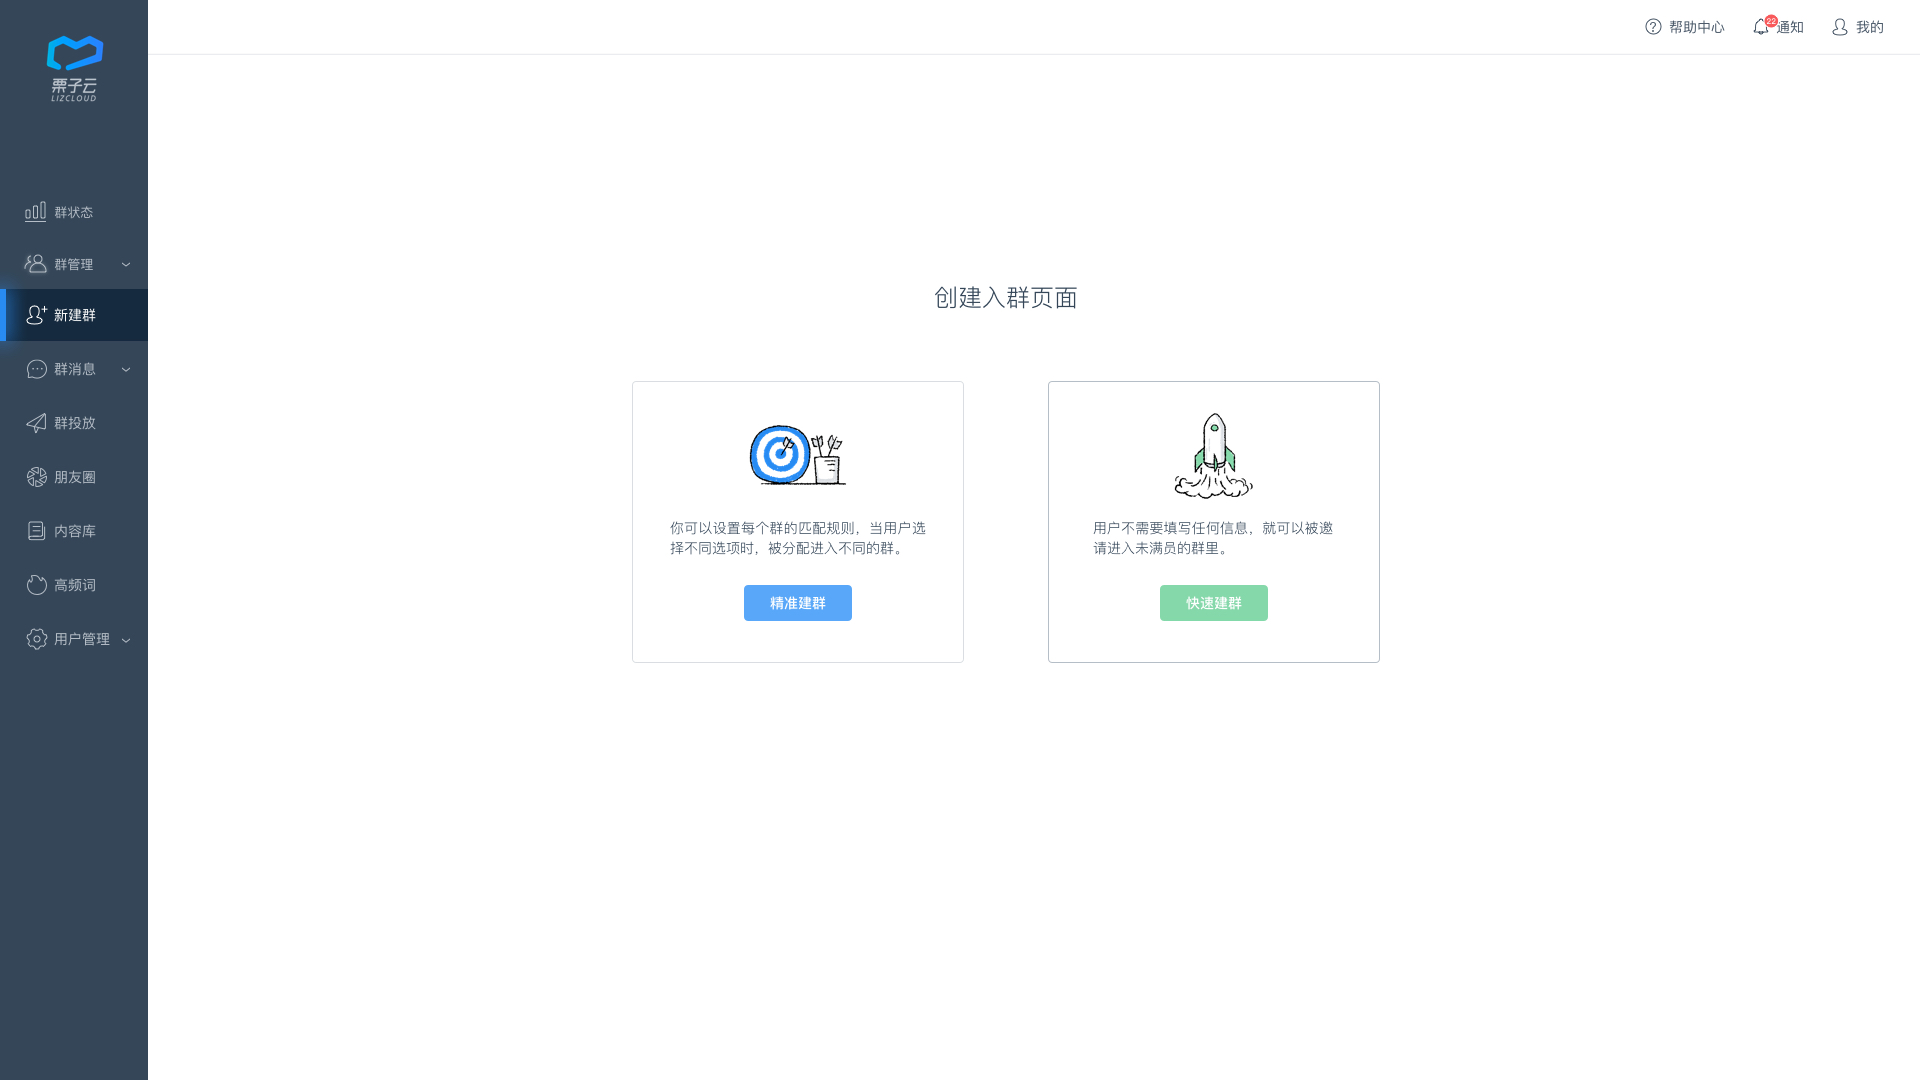 帮助中心
22
通知
我的
栗子云
LIZCLOUD
群状态
群管理
新建群
群消息
群投放
朋友圈
内容库
高频词
用户管理
创建入群页面
你可以设置每个群的匹配规则，当用户选
择不同选项时，被分配进入不同的群。
精准建群
用户不需要填写任何信息，就可以被邀
请进入未满员的群里。
快速建群